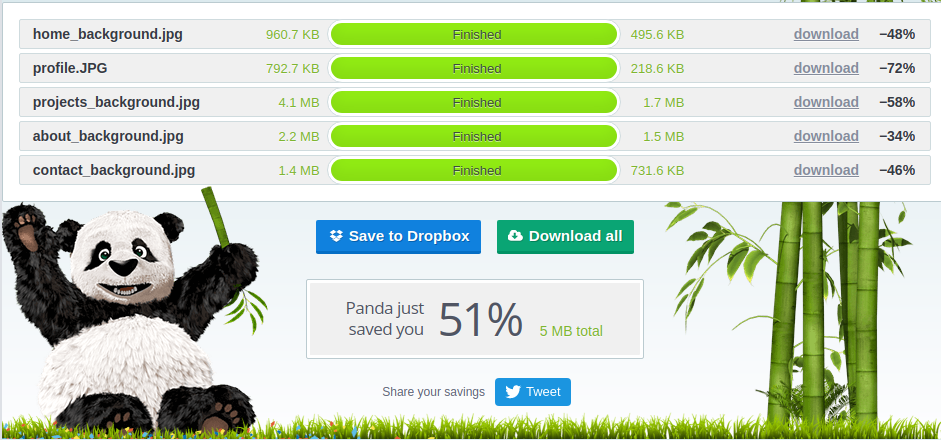 home_background.jpg 960.7 KB Finished 495.6 KB download −48%
profile.JPG 792.7 KB Finished 218.6 KB download −72%
projects_background.jpg 4.1 MB Finished 1.7 MB download −58%
about_background.jpg 2.2 MB Finished 1.5 MB download −34%
contact_background.jpg 1.4 MB Finished 731.6 KB download −46%
Save to Dropbox Download all
Panda just
saved you 51% 5 MB total
Share your savings Tweet